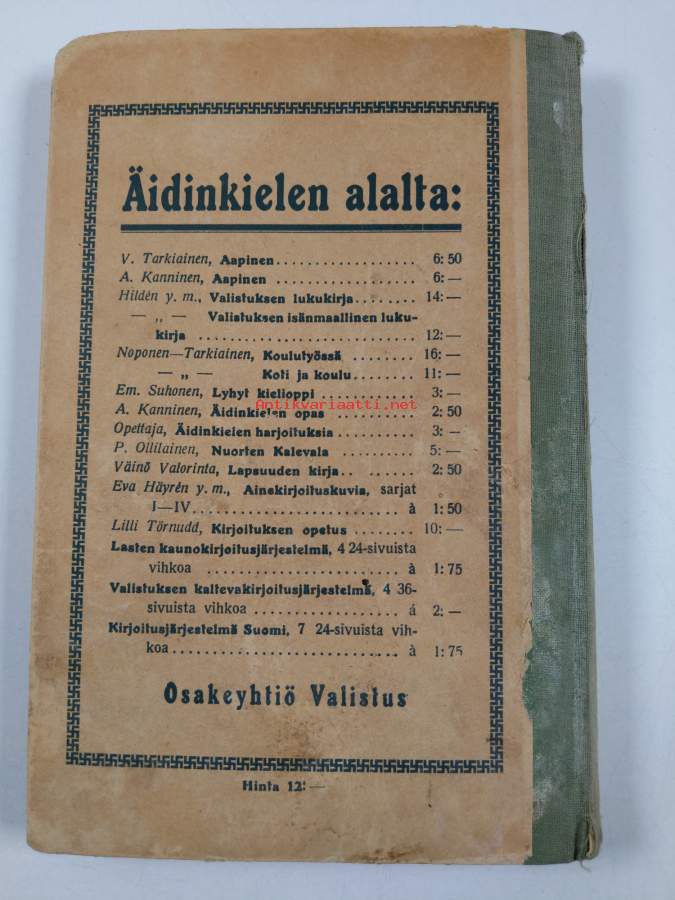 Äidinkielen alalta:
V. Tarkiainen, Aapinen.................. 6: 50
A. Kanninen, Aapinen .................. 6: —
Hildén y. m., Valistuksen lukukirja........ 14: —
— „ — Valistuksen isänmaallinen luku-
kirja ............................. 12: —
Noponen—Tarkiainen, Koulutyössä ......... 16: —
— „ — Koti ja koulu........ 11: —
Em. Suhonen, Lyhyt kielioppi ............ 3: —
Antikvariaatti.net
A. Kanninen, Äidinkielen opas ........... 2: 50
Opettaja, Äidinkielen harjoituksia ........... 3: —
P. Ollilainen, Nuorten Kalevala ........... 5: —
Väinö Valorinta, Lapsuuden kirja.. ...... 2: 50
Eva Häyrén y. m., Ainekirjoituskuvia, sarjat
I—IV........................... à 1: 50
Lilli Törnudd, Kirjoituksen opetus ........ 10: —
Lasten kaunokirjoitusjärjestelmä, 4 24-sivuista
vihkoa ....................... à 1: 75
Valistuksen kaltevakirjoitusjärjestelmä, 4 36-
sivuista vihkoa ................... á 2: —
Kirjoitusjärjestelmä Suomi, 7 24-sivuista vih-
koa............................. à 1: 75
Osakeyhtiö Valistus
Hinta 12: —